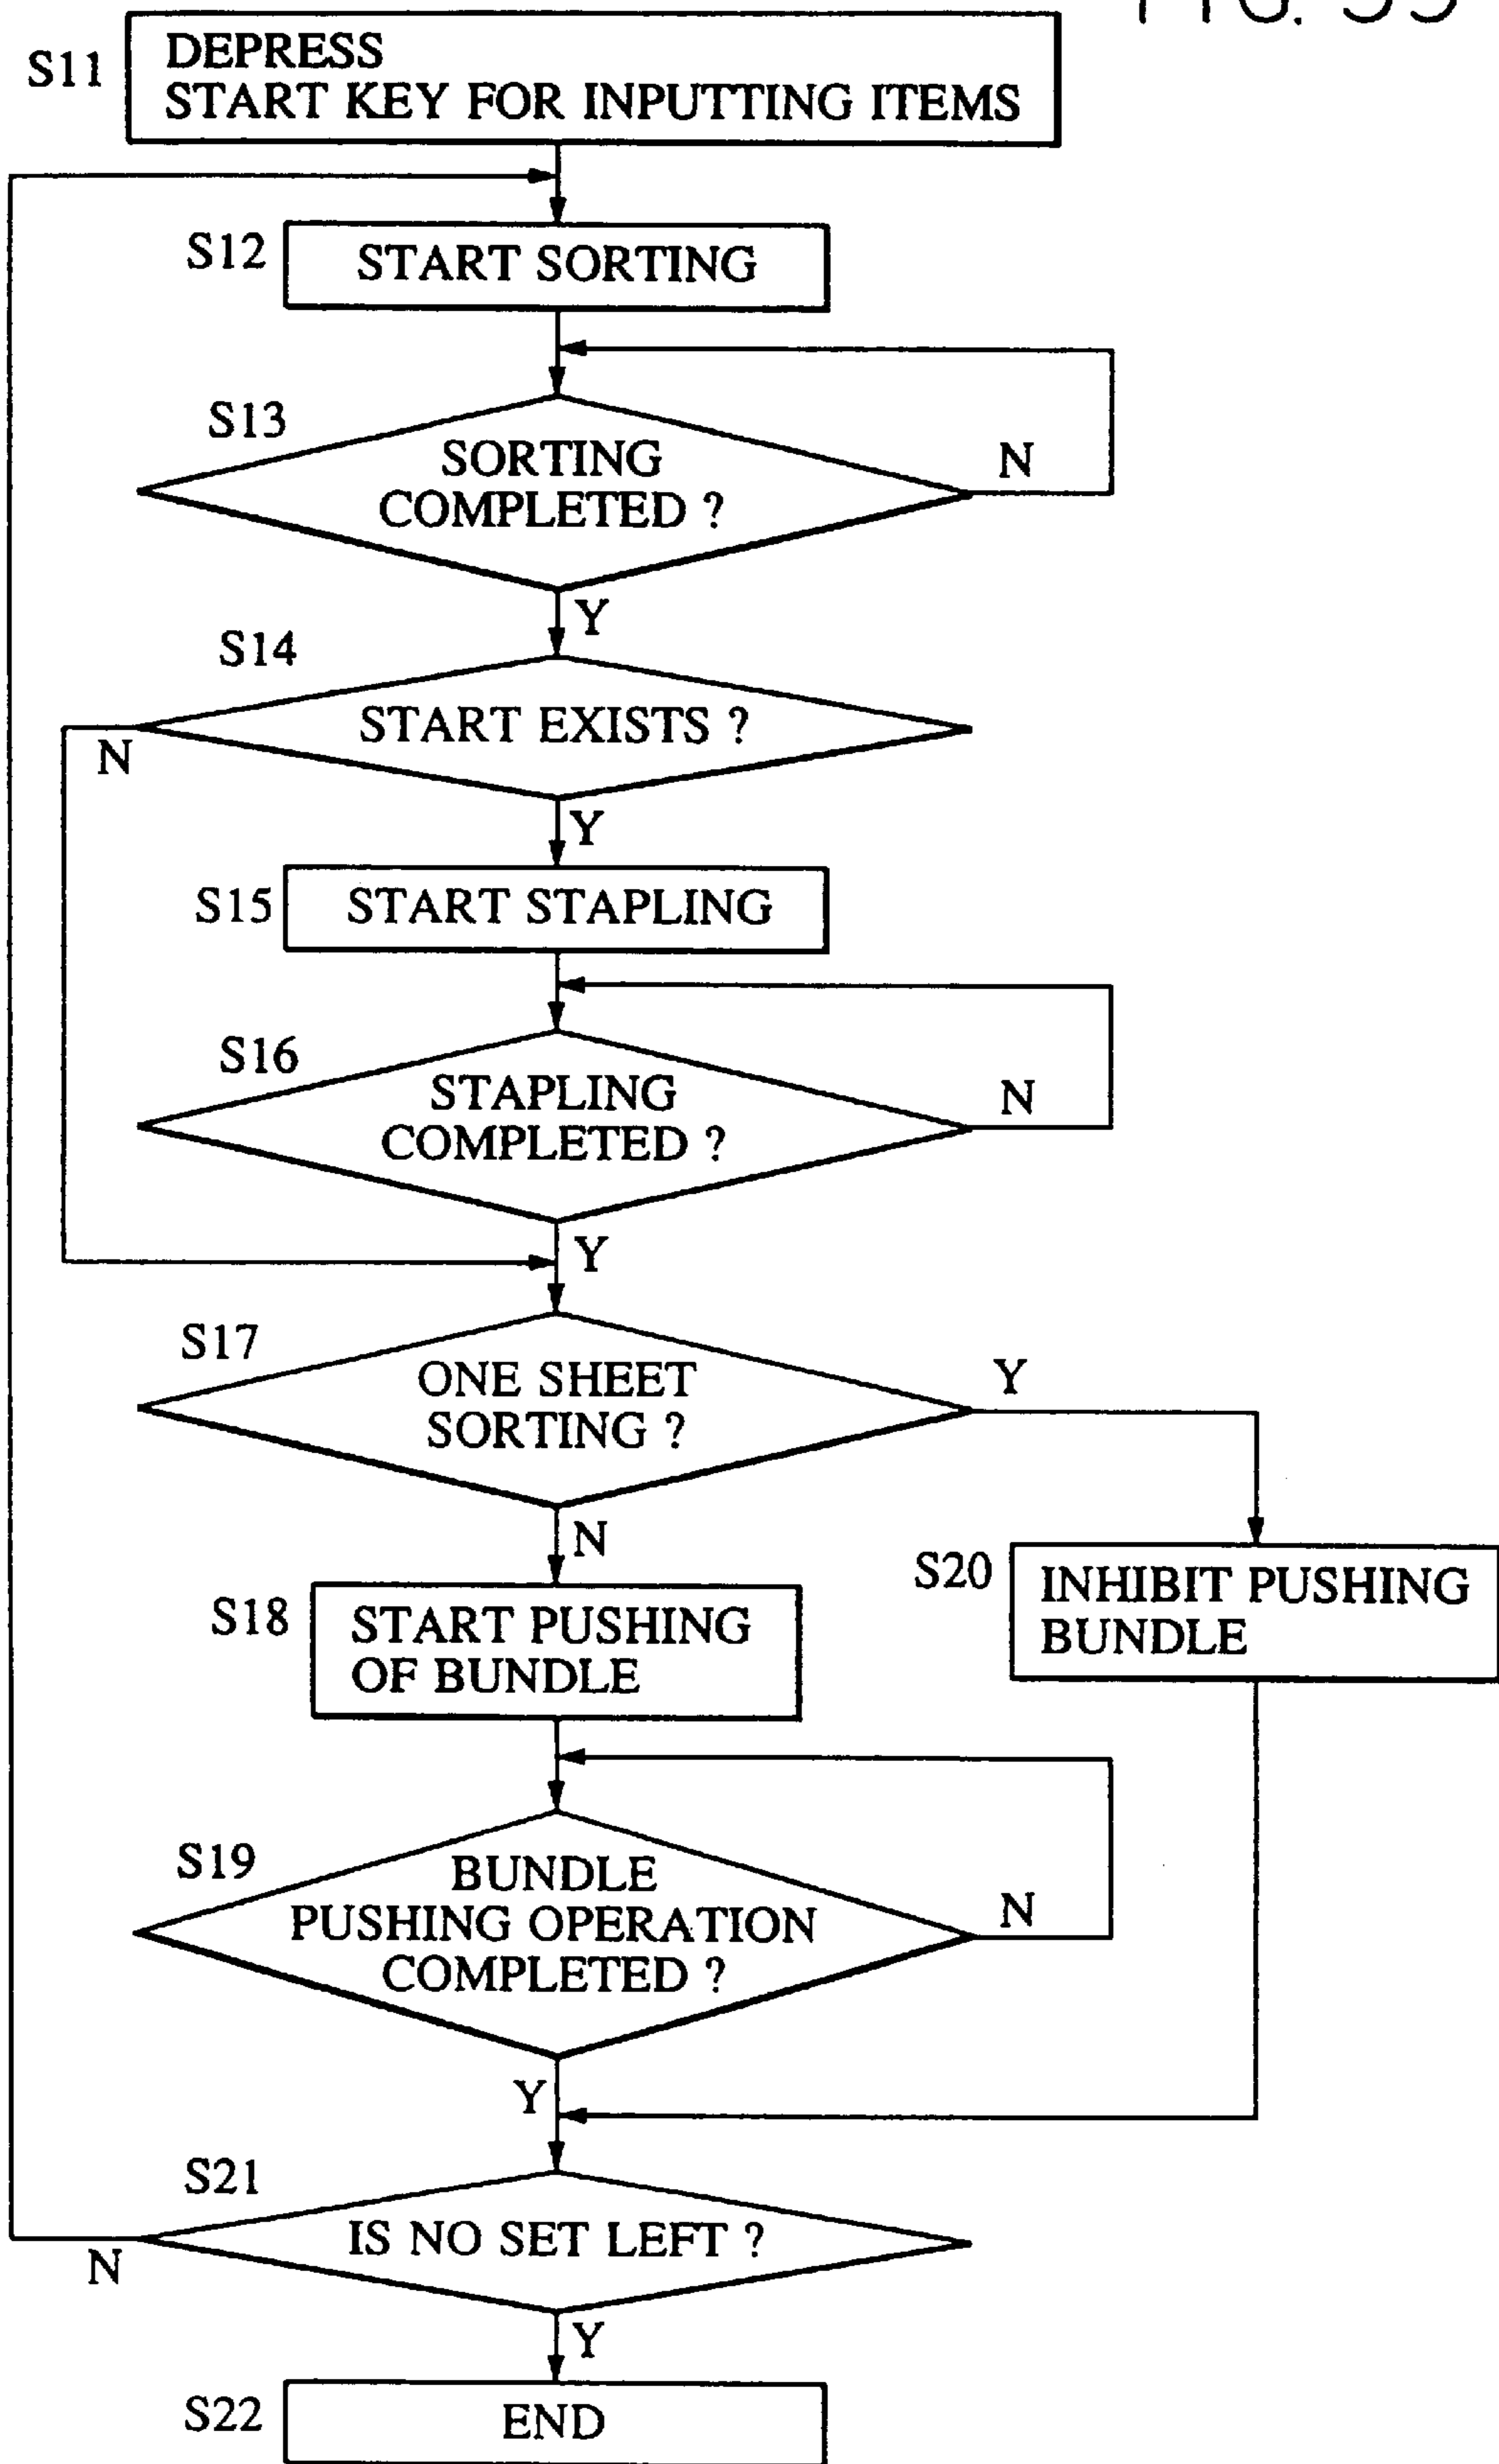 FIG. 35
S11
DEPRESS
START KEY FOR INPUTTING ITEMS
S12
START SORTING
S13
SORTING
COMPLETED ?
N
Y
S14
START EXISTS ?
N
Y
S15
START STAPLING
S16
STAPLING
COMPLETED ?
N
Y
S17
ONE SHEET
SORTING ?
Y
N
S18
START PUSHING
OF BUNDLE
S20
INHIBIT PUSHING
BUNDLE
S19
BUNDLE
PUSHING OPERATION
COMPLETED ?
N
Y
S21
IS NO SET LEFT ?
N
Y
S22
END